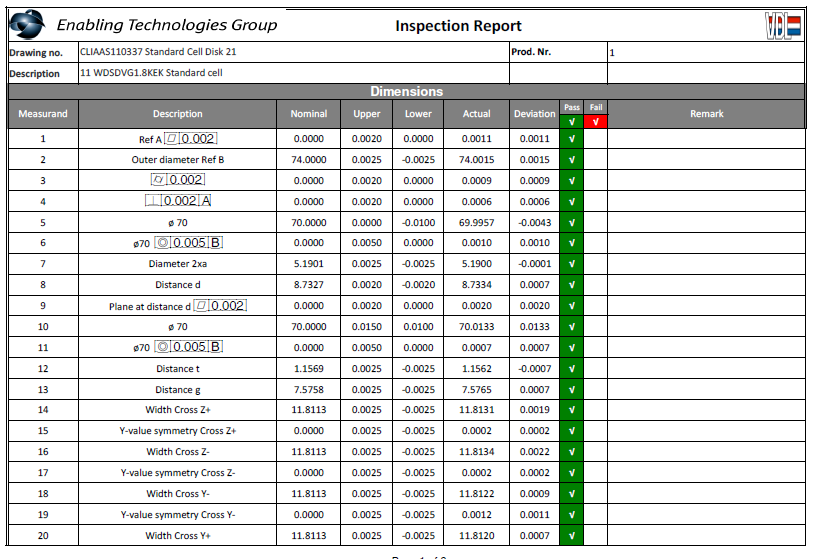 Enabling Technologies Group Inspection Report VDL
Drawing no. CLIAAS110337 Standard Cell Disk 21 Prod. Nr. 1
Description 11 WDSDVG1.8KEK Standard cell
Dimensions
Measurand Description Nominal Upper Lower Actual Deviation Pass Fail Remark
√ √
1 Ref A ⏥ 0.002 0.0000 0.0020 0.0000 0.0011 0.0011 √
2 Outer diameter Ref B 74.0000 0.0025 -0.0025 74.0015 0.0015 √
3 ⌭ 0.002 0.0000 0.0020 0.0000 0.0009 0.0009 √
4 ⊥ 0.002 A 0.0000 0.0020 0.0000 0.0006 0.0006 √
5 ø 70 70.0000 0.0000 -0.0100 69.9957 -0.0043 √
6 ø70 ◎ 0.005 B 0.0000 0.0050 0.0000 0.0010 0.0010 √
7 Diameter 2xa 5.1901 0.0025 -0.0025 5.1900 -0.0001 √
8 Distance d 8.7327 0.0020 -0.0020 8.7334 0.0007 √
9 Plane at distance d ⏥ 0.002 0.0000 0.0020 0.0000 0.0020 0.0020 √
10 ø 70 70.0000 0.0150 0.0100 70.0133 0.0133 √
11 ø70 ◎ 0.005 B 0.0000 0.0050 0.0000 0.0007 0.0007 √
12 Distance t 1.1569 0.0025 -0.0025 1.1562 -0.0007 √
13 Distance g 7.5758 0.0025 -0.0025 7.5765 0.0007 √
14 Width Cross Z+ 11.8113 0.0025 -0.0025 11.8131 0.0019 √
15 Y-value symmetry Cross Z+ 0.0000 0.0025 -0.0025 0.0002 0.0002 √
16 Width Cross Z- 11.8113 0.0025 -0.0025 11.8134 0.0022 √
17 Y-value symmetry Cross Z- 0.0000 0.0025 -0.0025 0.0002 0.0002 √
18 Width Cross Y- 11.8113 0.0025 -0.0025 11.8122 0.0009 √
19 Y-value symmetry Cross Y- 0.0000 0.0025 -0.0025 0.0012 0.0011 √
20 Width Cross Y+ 11.8113 0.0025 -0.0025 11.8120 0.0007 √